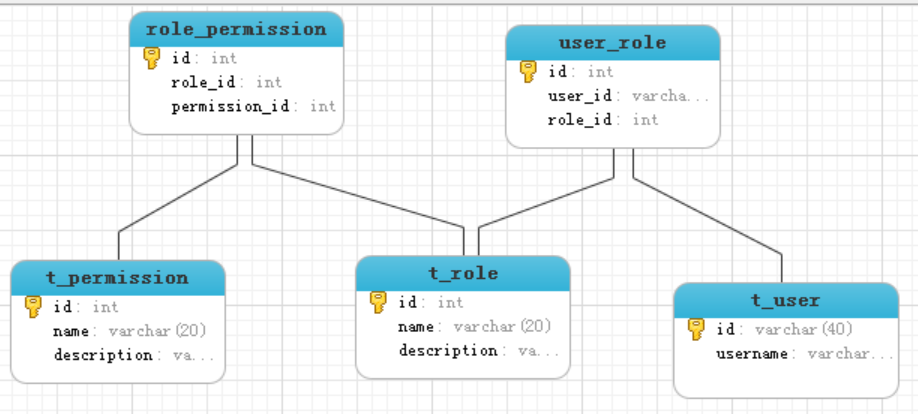 role_permission
id: int
role_id: int
permission_id: int
user_role
id: int
user_id: varcha...
role_id: int
t_permission
id: int
name: varchar(20)
description: va...
t_role
id: int
name: varchar(20)
description: va...
t_user
id: varchar(40)
username: varchar...